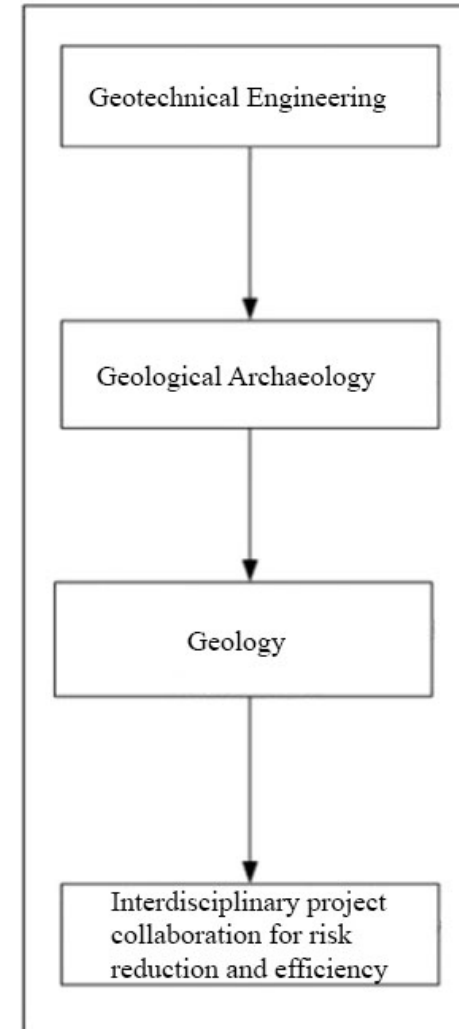 Geotechnical Engineering
Geological Archaeology
Geology
Interdisciplinary project
collaboration for risk
reduction and efficiency